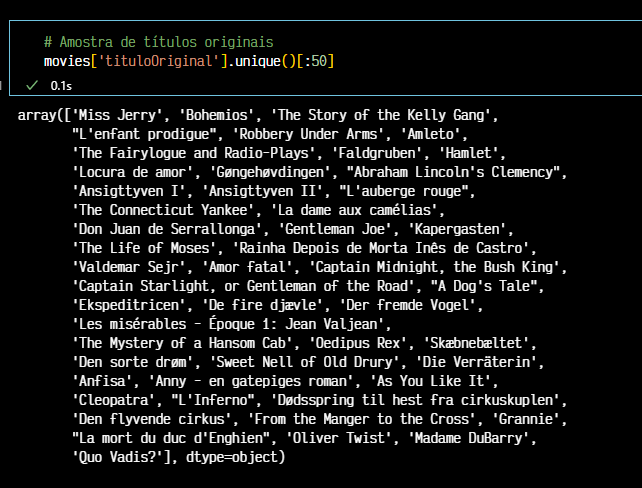 # Amostra de títulos originais
movies['tituloOriginal'].unique()[:50]
✓ 0.1s
array(['Miss Jerry', 'Bohemios', 'The Story of the Kelly Gang',
"L'enfant prodigue", 'Robbery Under Arms', 'Amleto',
'The Fairylogue and Radio-Plays', 'Faldgruben', 'Hamlet',
'Locura de amor', 'Gøngehøvdingen', "Abraham Lincoln's Clemency",
'Ansigttyven I', 'Ansigttyven II', "L'auberge rouge",
'The Connecticut Yankee', 'La dame aux camélias',
'Don Juan de Serrallonga', 'Gentleman Joe', 'Kapergasten',
'The Life of Moses', 'Rainha Depois de Morta Inês de Castro',
'Valdemar Sejr', 'Amor fatal', 'Captain Midnight, the Bush King',
'Captain Starlight, or Gentleman of the Road', "A Dog's Tale",
'Ekspeditricen', 'De fire djævle', 'Der fremde Vogel',
'Les misérables - Époque 1: Jean Valjean',
'The Mystery of a Hansom Cab', 'Oedipus Rex', 'Skæbnebæltet',
'Den sorte drøm', 'Sweet Nell of Old Drury', 'Die Verräterin',
'Anfisa', 'Anny - en gatepiges roman', 'As You Like It',
'Cleopatra', "L'Inferno", 'Dødsspring til hest fra cirkuskuplen',
'Den flyvende cirkus', 'From the Manger to the Cross', 'Grannie',
"La mort du duc d'Enghien", 'Oliver Twist', 'Madame DuBarry',
'Quo Vadis?'], dtype=object)